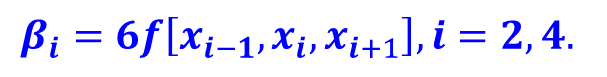 βᵢ = 6f[xᵢ₋₁, xᵢ, xᵢ₊₁], i = 2, 4.